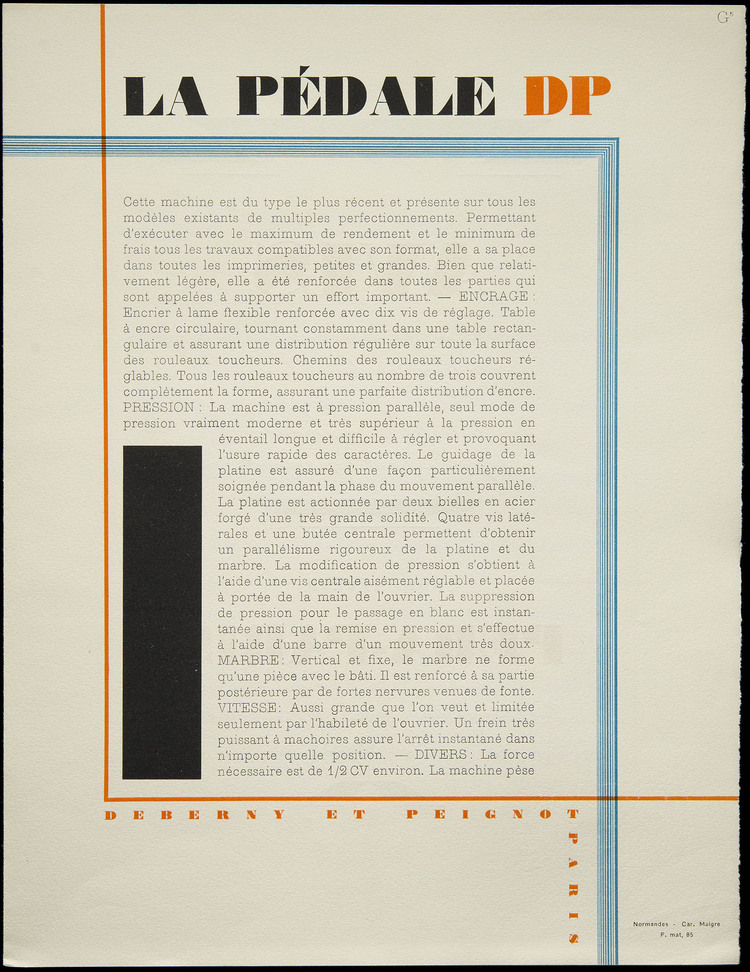 G⁵
LA PÉDALE DP
Cette machine est du type le plus récent et présente sur tous les
modèles existants de multiples perfectionnements. Permettant
d'exécuter avec le maximum de rendement et le minimum de
frais tous les travaux compatibles avec son format, elle a sa place
dans toutes les imprimeries, petites et grandes. Bien que relati-
vement légère, elle a été renforcée dans toutes les parties qui
sont appelées à supporter un effort important. — ENCRAGE :
Encrier à lame flexible renforcée avec dix vis de réglage. Table
à encre circulaire, tournant constamment dans une table rectan-
gulaire et assurant une distribution régulière sur toute la surface
des rouleaux toucheurs. Chemins des rouleaux toucheurs ré-
glables. Tous les rouleaux toucheurs au nombre de trois couvrent
complètement la forme, assurant une parfaite distribution d'encre.
PRESSION : La machine est à pression parallèle, seul mode de
pression vraiment moderne et très supérieur à la pression en
éventail longue et difficile à régler et provoquant
l'usure rapide des caractères. Le guidage de la
platine est assuré d'une façon particulièrement
soignée pendant la phase du mouvement parallèle.
La platine est actionnée par deux bielles en acier
forgé d'une très grande solidité. Quatre vis laté-
rales et une butée centrale permettent d'obtenir
un parallélisme rigoureux de la platine et du
marbre. La modification de pression s'obtient à
l'aide d'une vis centrale aisément réglable et placée
à portée de la main de l'ouvrier. La suppression
de pression pour le passage en blanc est instan-
tanée ainsi que la remise en pression et s'effectue
à l'aide d'une barre d'un mouvement très doux.
MARBRE : Vertical et fixe, le marbre ne forme
qu'une pièce avec le bâti. Il est renforcé à sa partie
postérieure par de fortes nervures venues de fonte.
VITESSE : Aussi grande que l'on veut et limitée
seulement par l'habileté de l'ouvrier. Un frein très
puissant à machoires assure l'arrêt instantané dans
n'importe quelle position. — DIVERS : La force
nécessaire est de 1/2 CV environ. La machine pèse
DEBERNY ET PEIGNOT
PARIS
Normandes - Car. Maigre
F. mat, 85